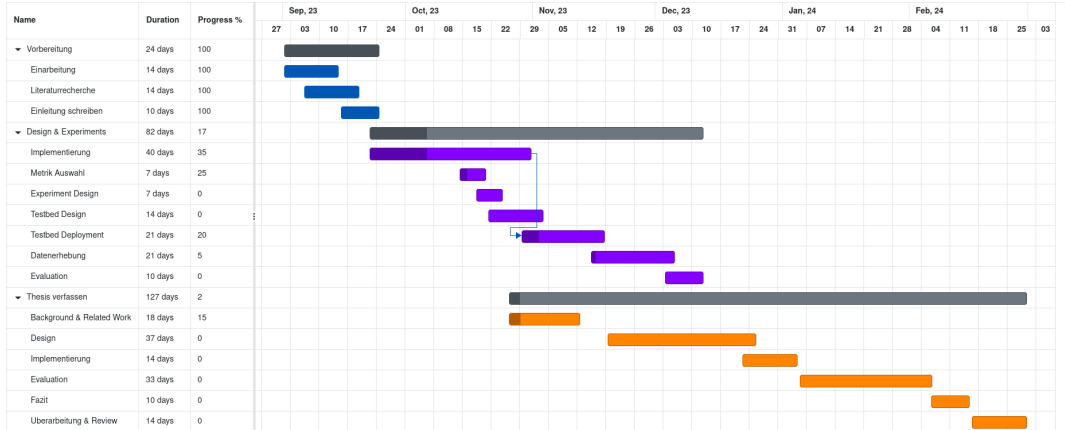 Name Duration Progress % Sep, 23 Oct, 23 Nov, 23 Dec, 23 Jan, 24 Feb, 24
27 03 10 17 24 01 08 15 22 29 05 12 19 26 03 10 17 24 31 07 14 21 28 04 11 18 25 03
Vorbereitung 24 days 100
Einarbeitung 14 days 100
Literaturrecherche 14 days 100
Einleitung schreiben 10 days 100
Design & Experiments 82 days 17
Implementierung 40 days 35
Metrik Auswahl 7 days 25
Experiment Design 7 days 0
Testbed Design 14 days 0
Testbed Deployment 21 days 20
Datenerhebung 21 days 5
Evaluation 10 days 0
Thesis verfassen 127 days 2
Background & Related Work 18 days 15
Design 37 days 0
Implementierung 14 days 0
Evaluation 33 days 0
Fazit 10 days 0
Überarbeitung & Review 14 days 0